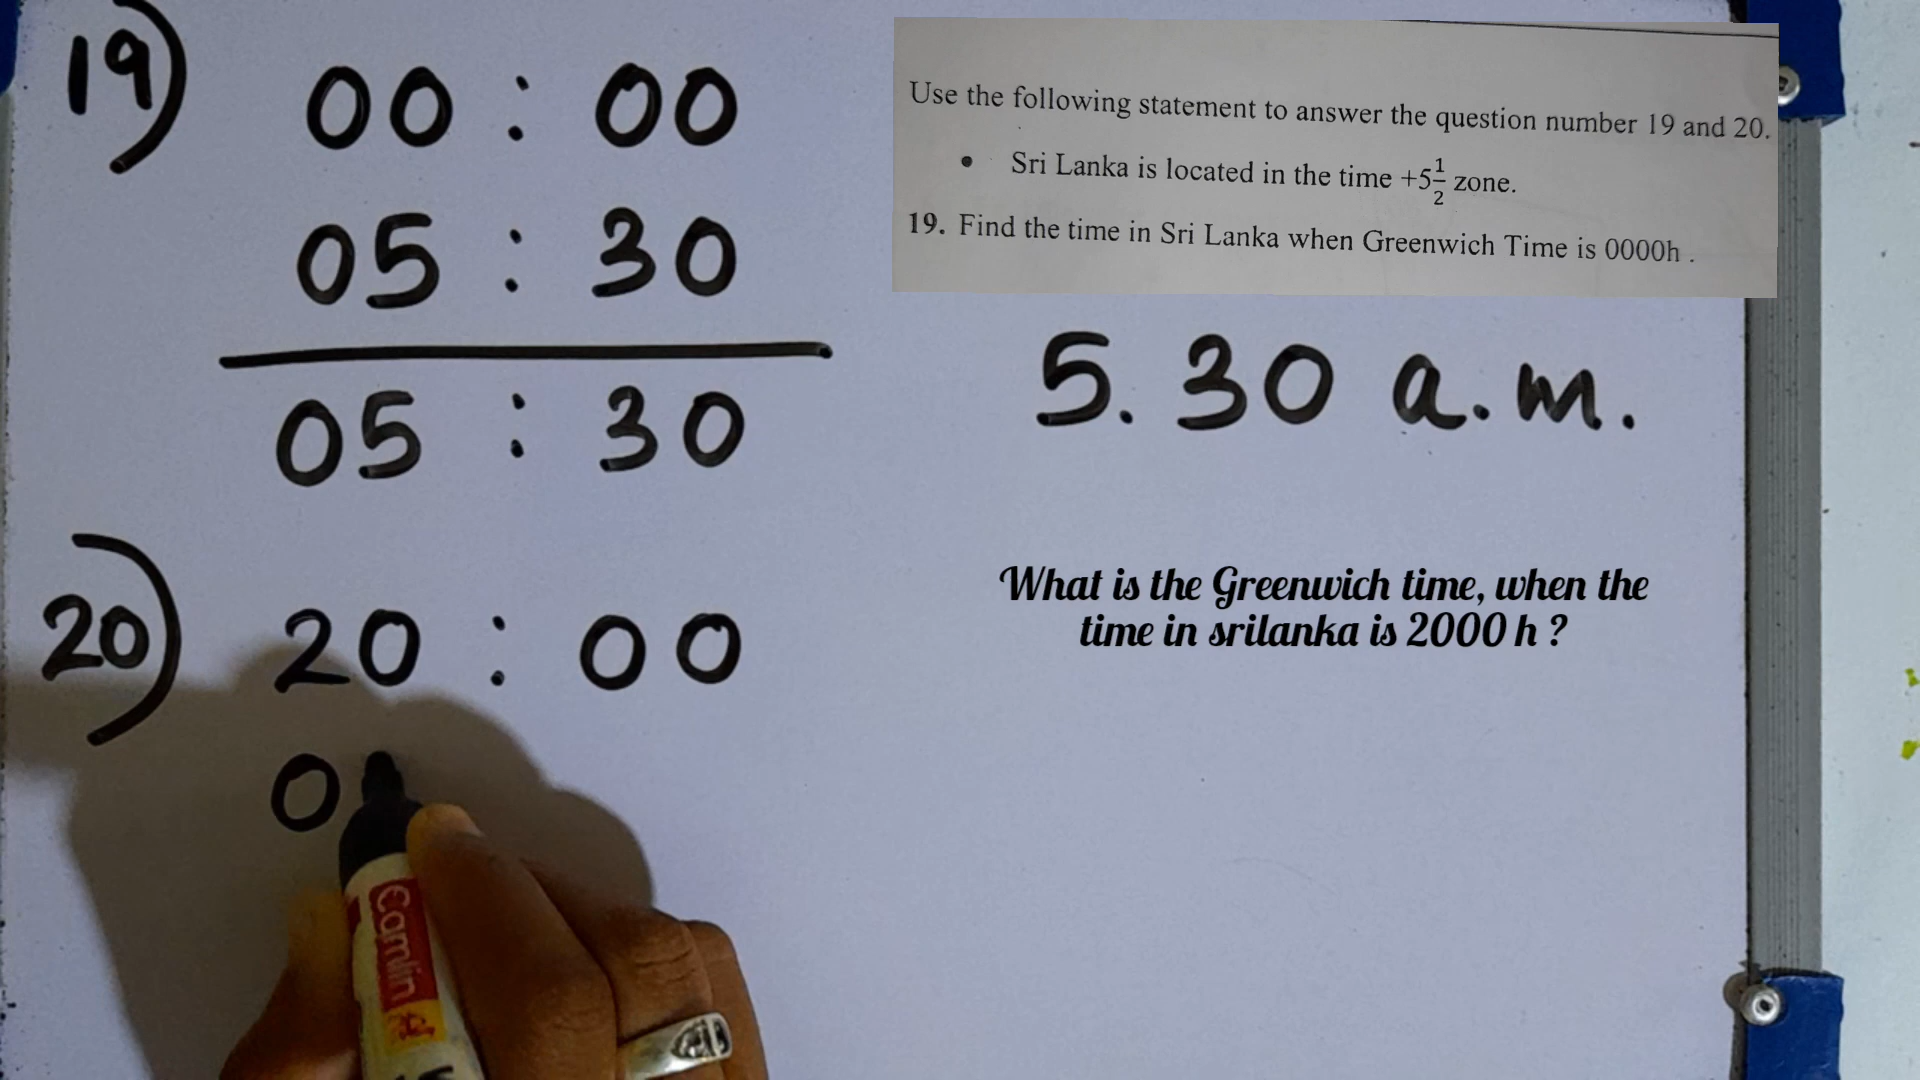 19)
00 : 00
05 : 30
05 : 30
Use the following statement to answer the question number 19 and 20.
• Sri Lanka is located in the time +5½ zone.
19. Find the time in Sri Lanka when Greenwich Time is 0000h .
5. 30 a.m.
20)
20 : 00
0
What is the Greenwich time, when the
time in srilanka is 2000 h ?
Camlin